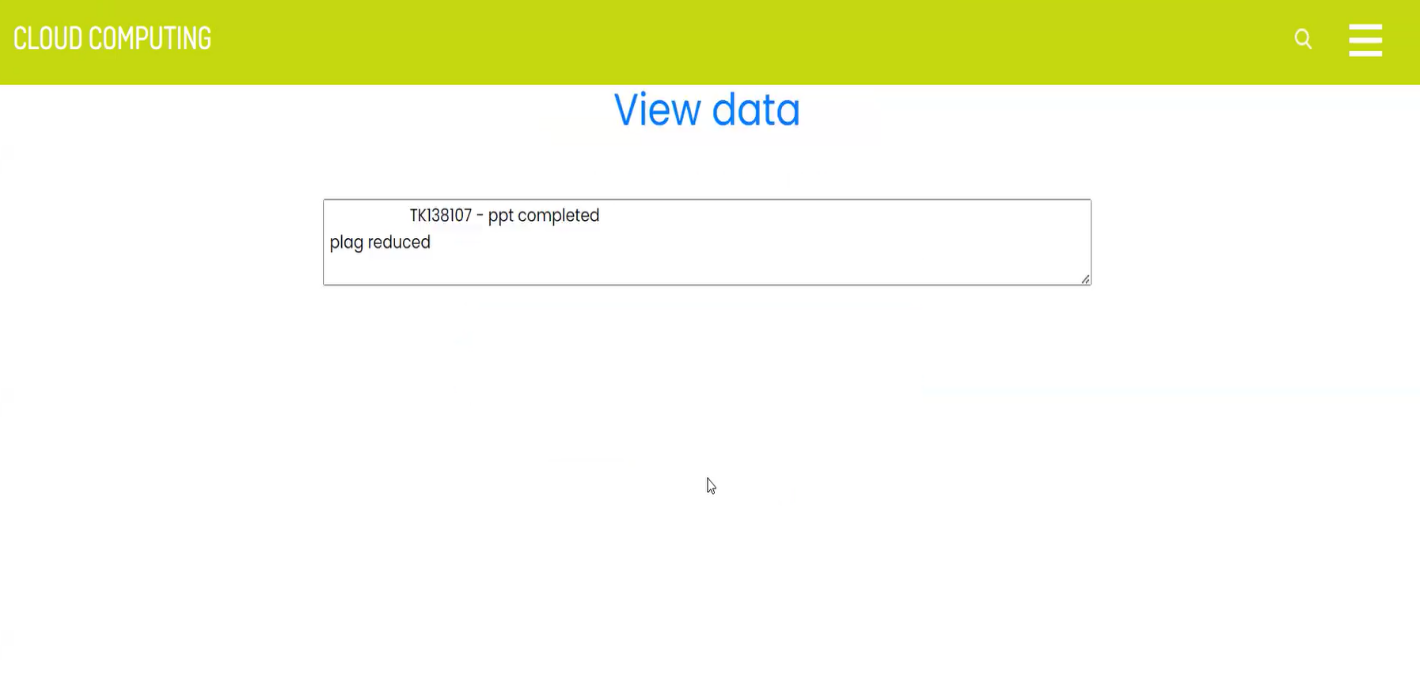 CLOUD COMPUTING
View data
TK138107 - ppt completed
plag reduced